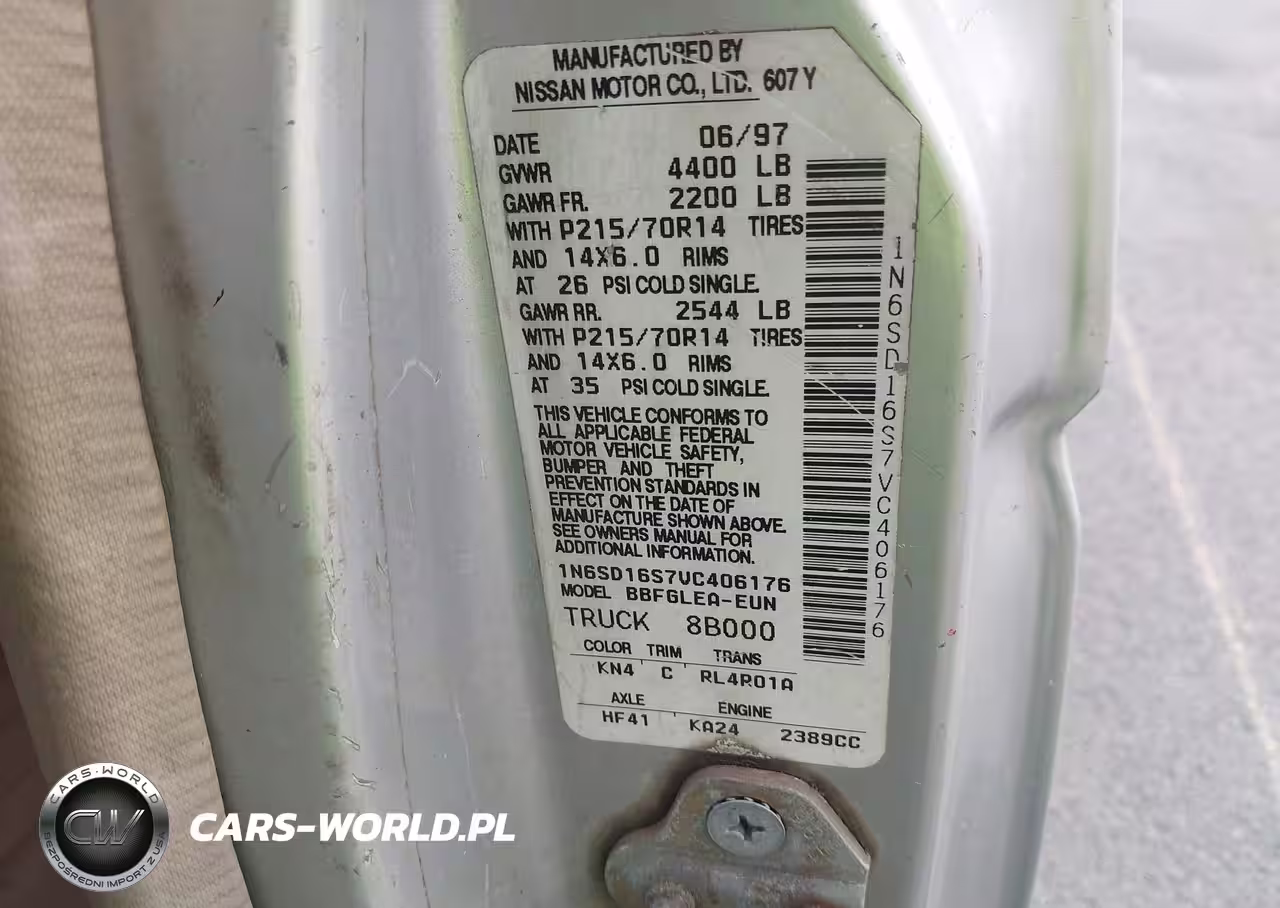 MANUFACTURED BY
NISSAN MOTOR CO., LTD. 607Y
DATE 06/97
GVWR 4400 LB
GAWR FR. 2200 LB
WITH P215/70R14 TIRES
AND 14X6.0 RIMS
AT 26 PSI COLD SINGLE.
GAWR RR. 2544 LB
WITH P215/70R14 TIRES
AND 14X6.0 RIMS
AT 35 PSI COLD SINGLE.
THIS VEHICLE CONFORMS TO
ALL APPLICABLE FEDERAL
MOTOR VEHICLE SAFETY,
BUMPER AND THEFT
PREVENTION STANDARDS IN
EFFECT ON THE DATE OF
MANUFACTURE SHOWN ABOVE.
SEE OWNERS MANUAL FOR
ADDITIONAL INFORMATION.
1N6SD16S7VC406176
MODEL BBFGLEA-EUN
TRUCK 8B000
COLOR TRIM TRANS
KN4 C RL4R01A
AXLE ENGINE
HF41 KA24 2389CC
1N6SD16S7VC406176
CARS-WORLD
CW
BEZPOŚREDNI IMPORT Z USA
CARS-WORLD.PL